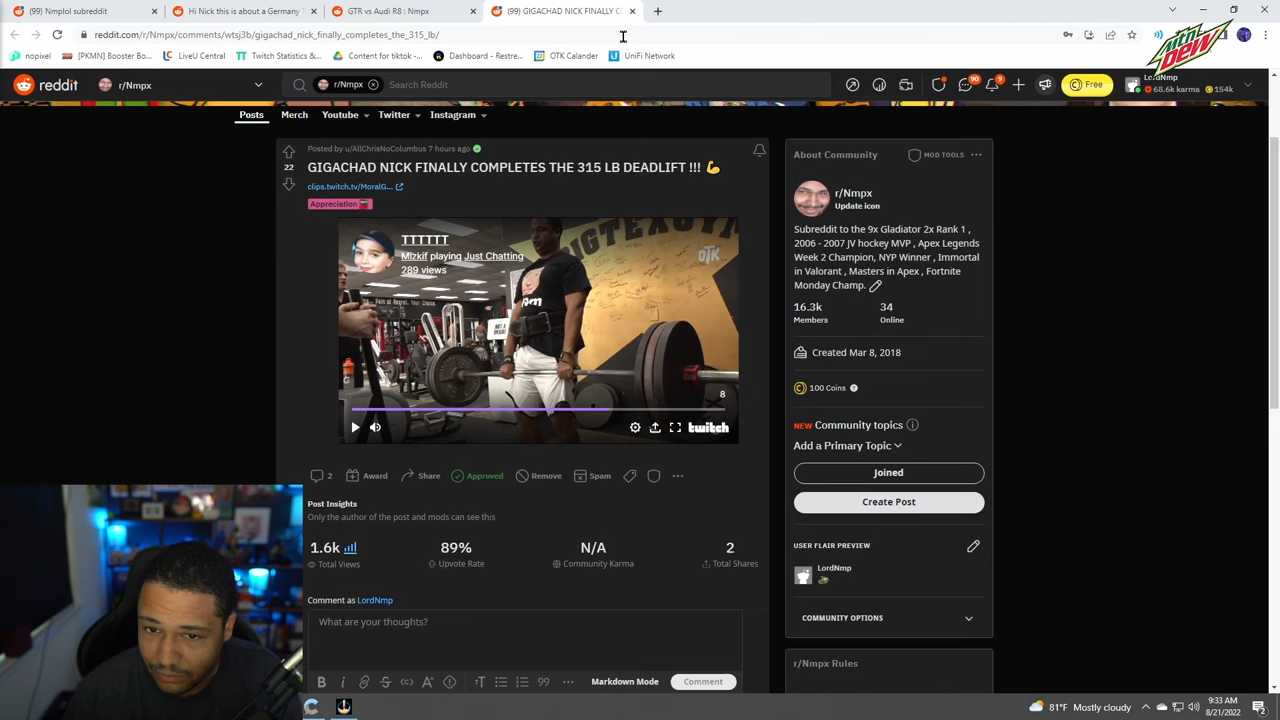 (99) Nmplol subreddit
Hi Nick this is about a Germany T
GTR vs Audi R8 : Nmpx
(99) GIGACHAD NICK FINALLY CO
reddit.com/r/Nmpx/comments/wtsj3b/gigachad_nick_finally_completes_the_315_lb/
mtn DEW
nopixel
[PKMN] Booster Bo...
LiveU Central
Twitch Statistics &...
Content for tiktok -...
Dashboard - Restre...
OTK Calander
UniFi Network
reddit
r/Nmpx
r/Nmpx
Search Reddit
90
9
Free
LordNmp
68.6k karma
154k
Posts
Merch
Youtube
Twitter
Instagram
Posted by u/AllChrisNoColumbus 7 hours ago
22
GIGACHAD NICK FINALLY COMPLETES THE 315 LB DEADLIFT !!! 💪
clips.twitch.tv/MoralG...
Appreciation
TTTTTT
Mizkif playing Just Chatting
289 views
OTK
8
twitch
2
Award
Share
Approved
Remove
Spam
Post Insights
Only the author of the post and mods can see this
1.6k
89%
N/A
2
Total Views
Upvote Rate
Community Karma
Total Shares
Comment as LordNmp
What are your thoughts?
Markdown Mode
Comment
About Community
MOD TOOLS
r/Nmpx
Update icon
Subreddit to the 9x Gladiator 2x Rank 1 ,
2006 - 2007 JV hockey MVP , Apex Legends
Week 2 Champion, NYP Winner , Immortal
in Valorant , Masters in Apex , Fortnite
Monday Champ.
16.3k
34
Members
Online
Created Mar 8, 2018
100 Coins
NEW Community topics
Add a Primary Topic
Joined
Create Post
USER FLAIR PREVIEW
LordNmp
COMMUNITY OPTIONS
r/Nmpx Rules
81°F Mostly cloudy
9:33 AM
8/21/2022
2